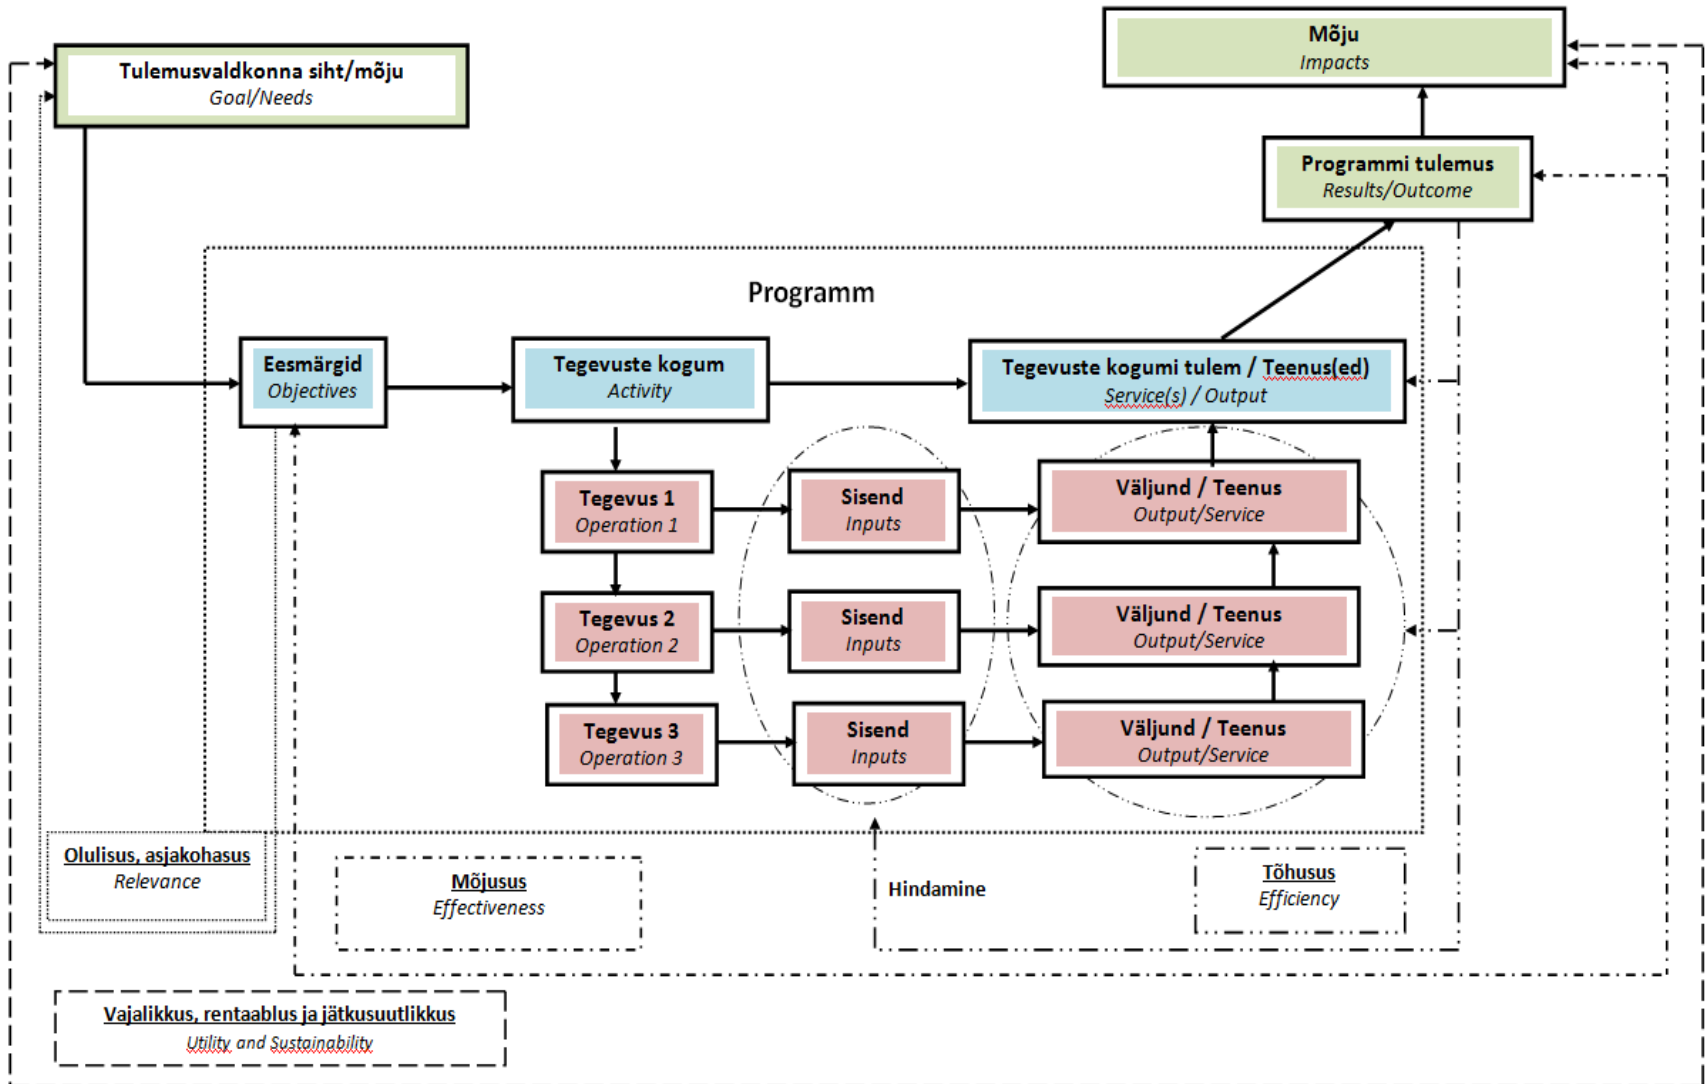 Mõju
Impacts
Tulemusvaldkonna siht/mõju
Goal/Needs
Programmi tulemus
Results/Outcome
Programm
Eesmärgid
Objectives
Tegevuste kogum
Activity
Tegevuste kogumi tulem / Teenus(ed)
Service(s) / Output
Tegevus 1
Operation 1
Sisend
Inputs
Väljund / Teenus
Output/Service
Tegevus 2
Operation 2
Sisend
Inputs
Väljund / Teenus
Output/Service
Tegevus 3
Operation 3
Sisend
Inputs
Väljund / Teenus
Output/Service
Olulisus, asjakohasus
Relevance
Mõjusus
Effectiveness
Hindamine
Tõhusus
Efficiency
Vajalikkus, rentaablus ja jätkusuutlikkus
Utility and Sustainability